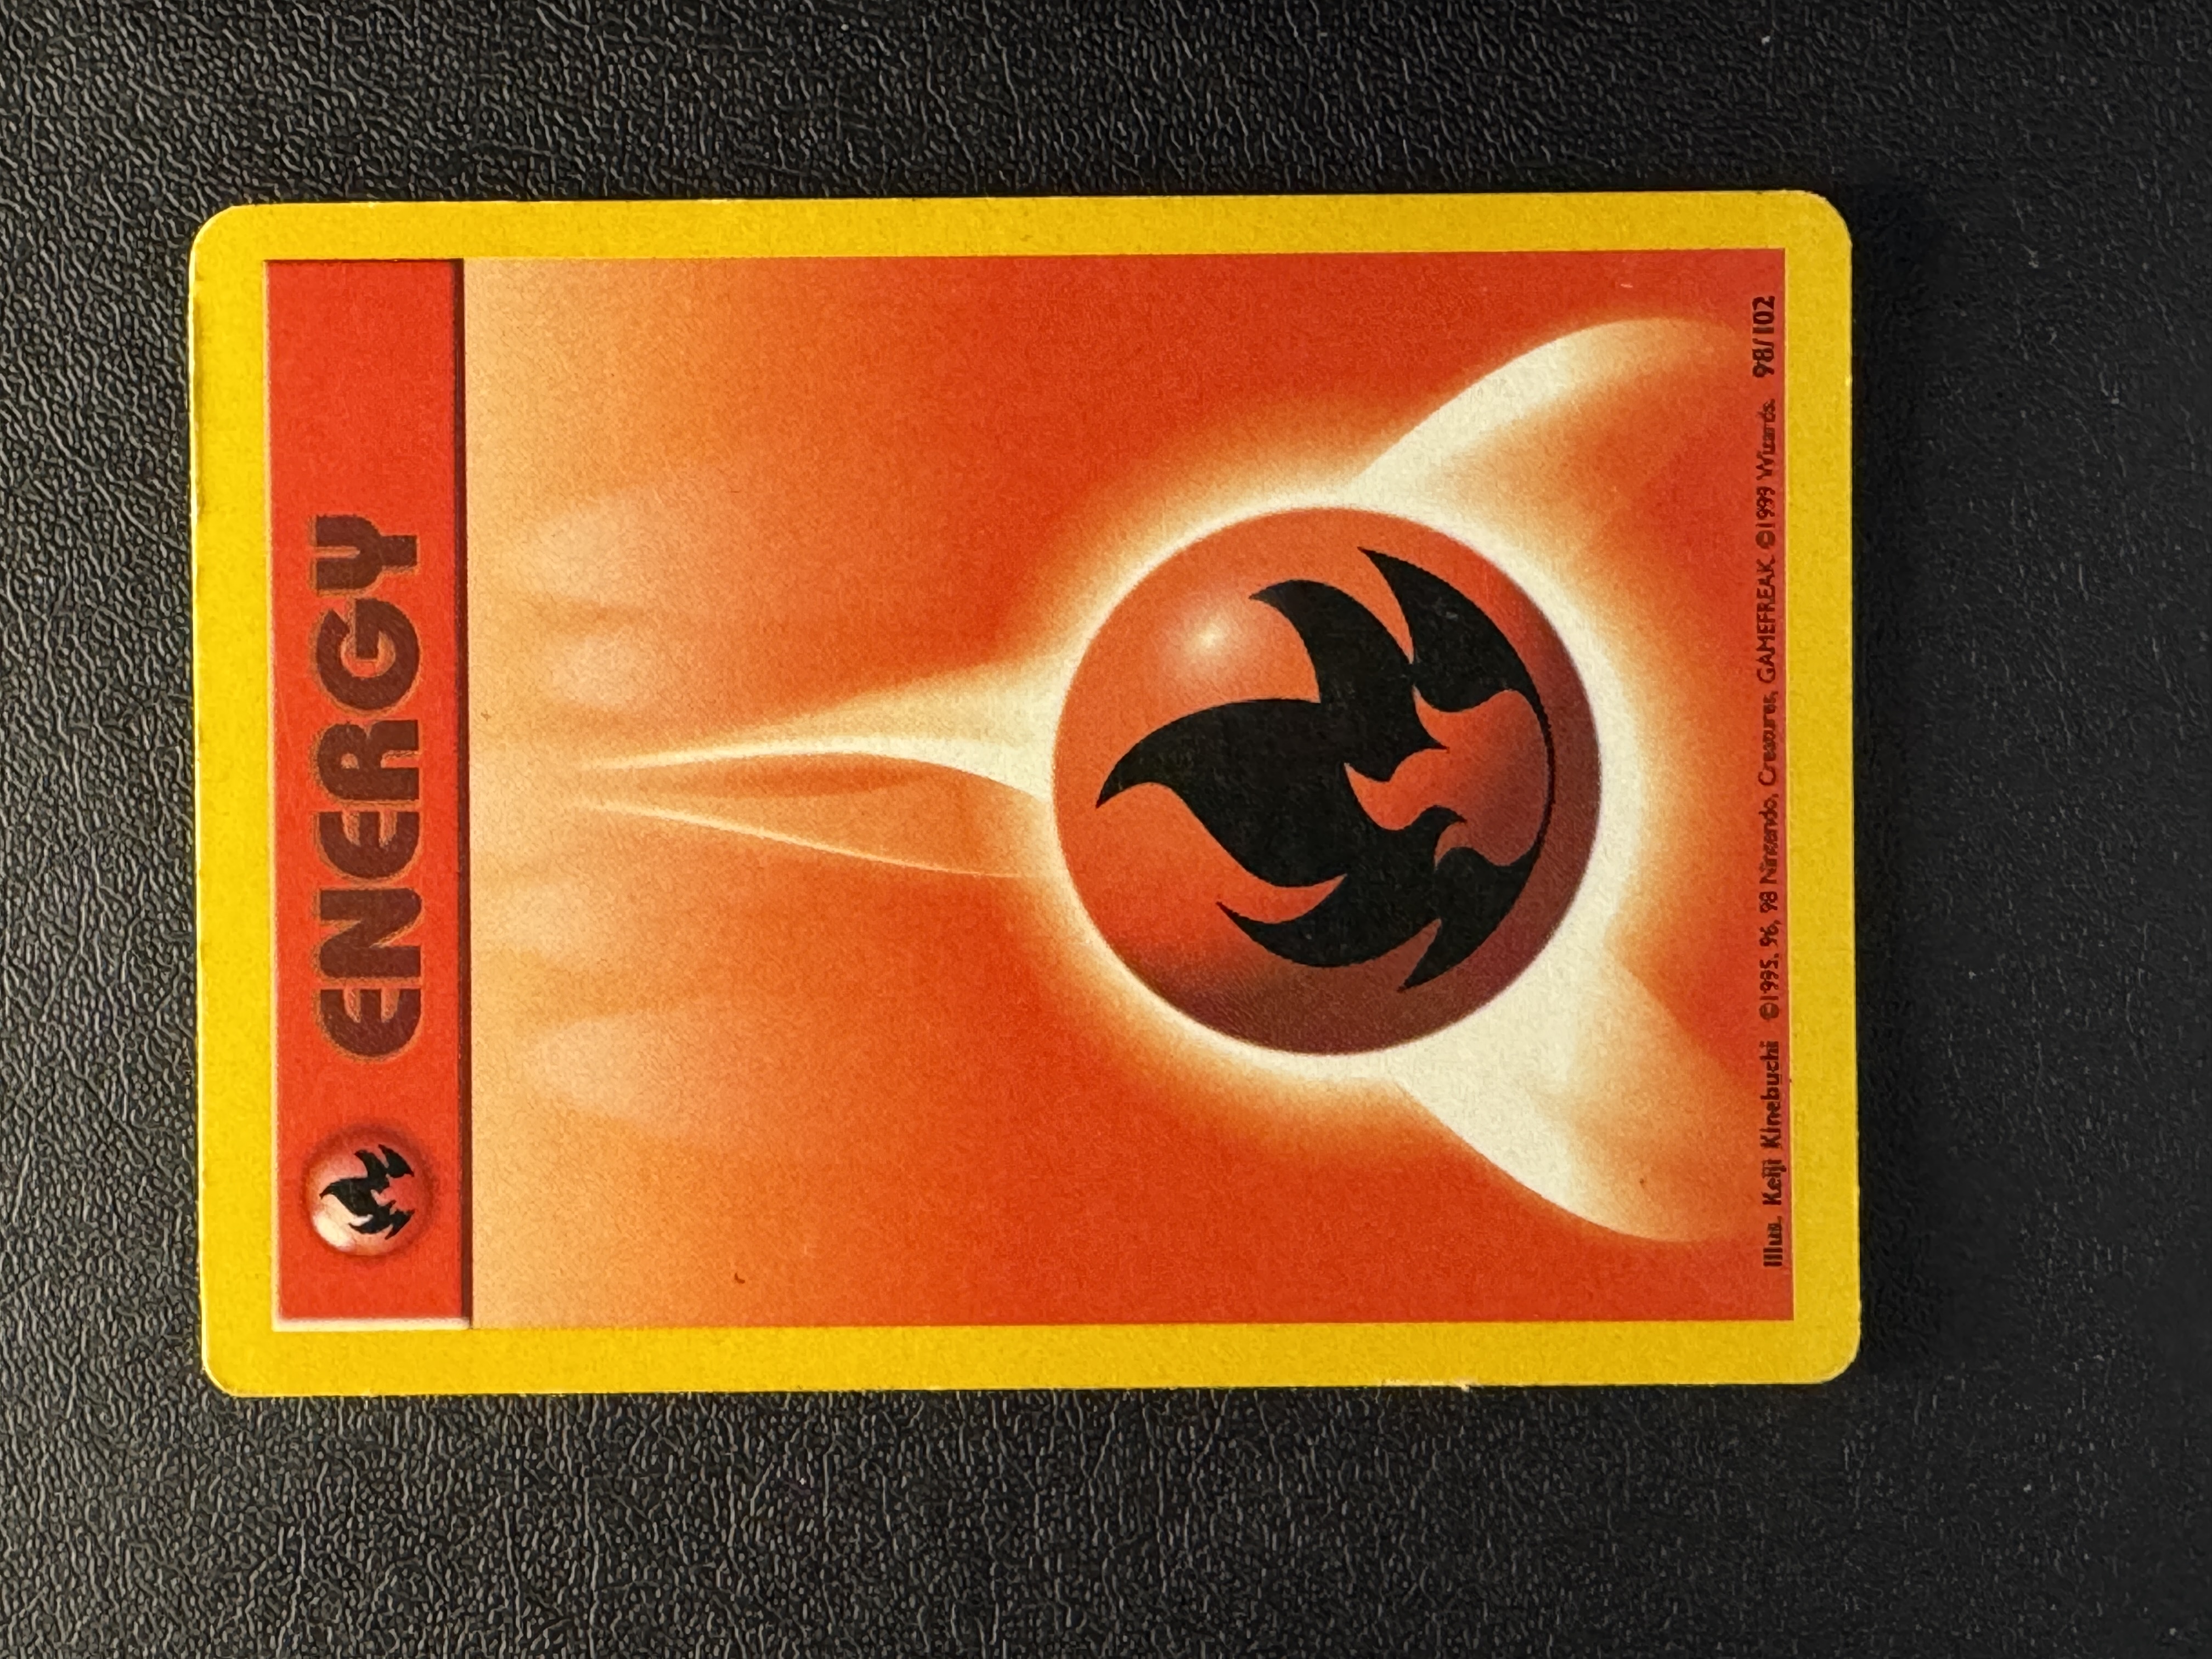 ENERGY
Illus. Keiji Kinebuchi ©1995, 96, 98 Nintendo, Creatures, GAMEFREAK. ©1999 Wizards. 98/102